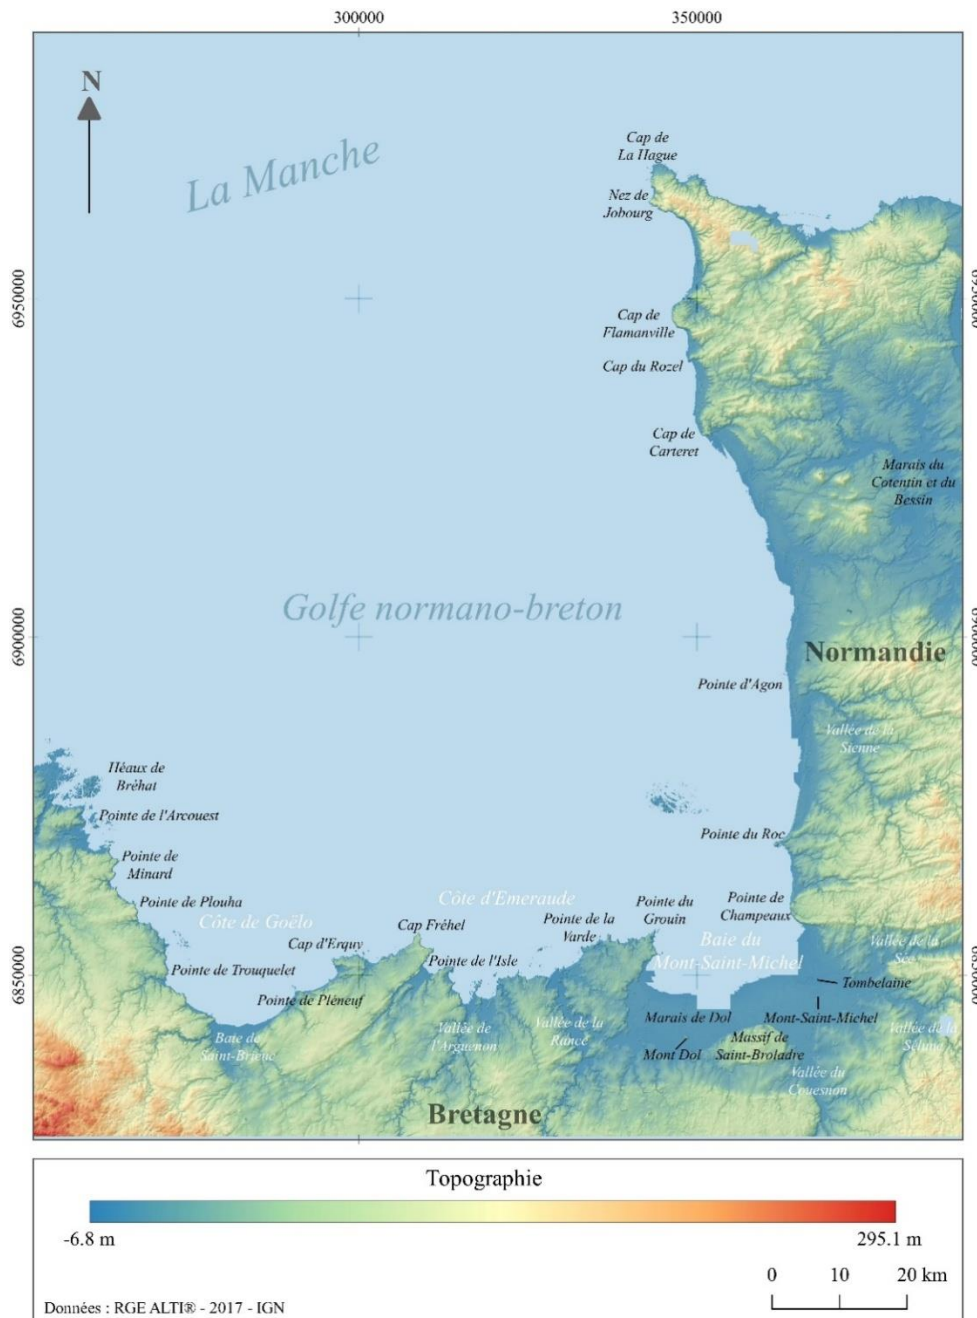 300000
350000
N
La Manche
Cap de
La Hague
Nez de
Jobourg
6950000
6950000
Cap de
Flamanville
Cap du Rozel
Cap de
Carteret
Marais du
Cotentin et du
Bessin
Golfe normano-breton
6900000
6900000
Normandie
Pointe d'Agon
Vallée de la
Sienne
Héaux de
Bréhat
Pointe de l'Arcouest
Pointe du Roc
Pointe de
Minard
Pointe de Plouha
Côte de Goëlo
Côte d'Emeraude
Pointe du
Grouin
Pointe de
Champeaux
Cap d'Erquy
Cap Fréhel
Pointe de la
Varde
Baie du
Mont-Saint-Michel
Vallée de la
Sée
6850000
6850000
Pointe de Trouquelet
Pointe de l'Isle
Tombelaine
Pointe de Pléneuf
Marais de Dol
Mont-Saint-Michel
Baie de
Saint-Brieuc
Vallée de
l'Arguenon
Vallée de la
Rance
Mont Dol
Massif de
Saint-Broladre
Vallée de la
Sélune
Vallée du
Couesnon
Bretagne
Topographie
-6.8 m
295.1 m
0 10 20 km
Données : RGE ALTI® - 2017 - IGN